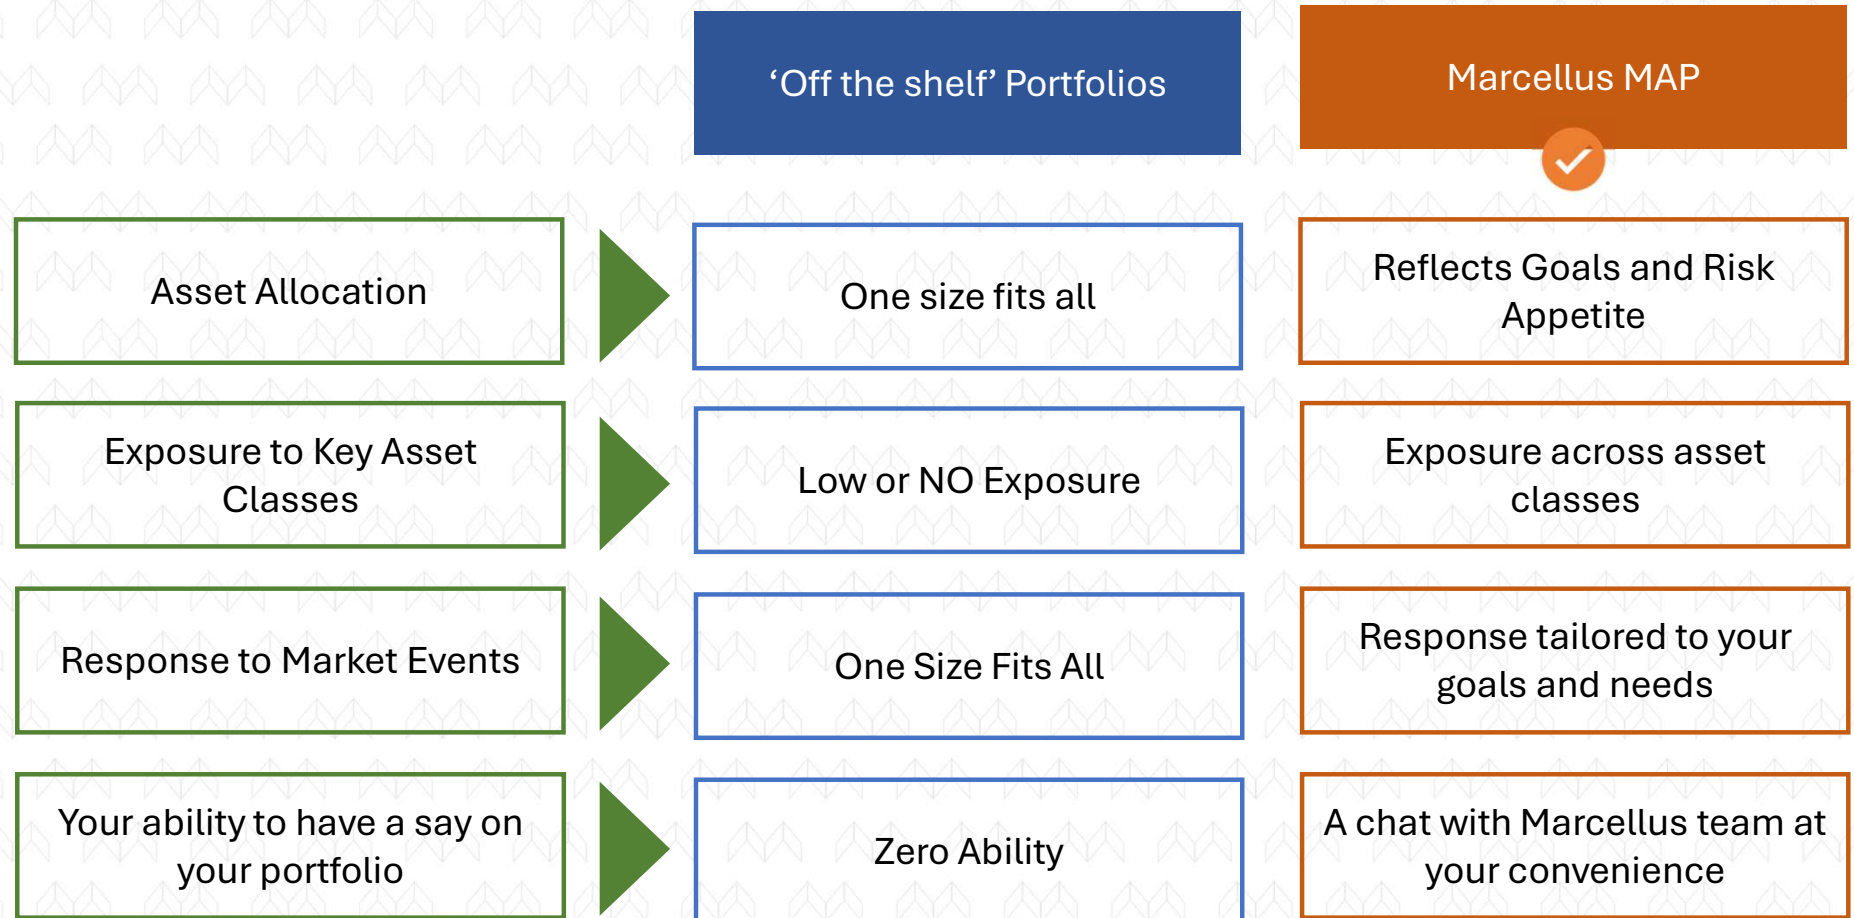 ‘Off the shelf’ Portfolios
Marcellus MAP
Asset Allocation
One size fits all
Reflects Goals and Risk
Appetite
Exposure to Key Asset
Classes
Low or NO Exposure
Exposure across asset
classes
Response to Market Events
One Size Fits All
Response tailored to your
goals and needs
Your ability to have a say on
your portfolio
Zero Ability
A chat with Marcellus team at
your convenience